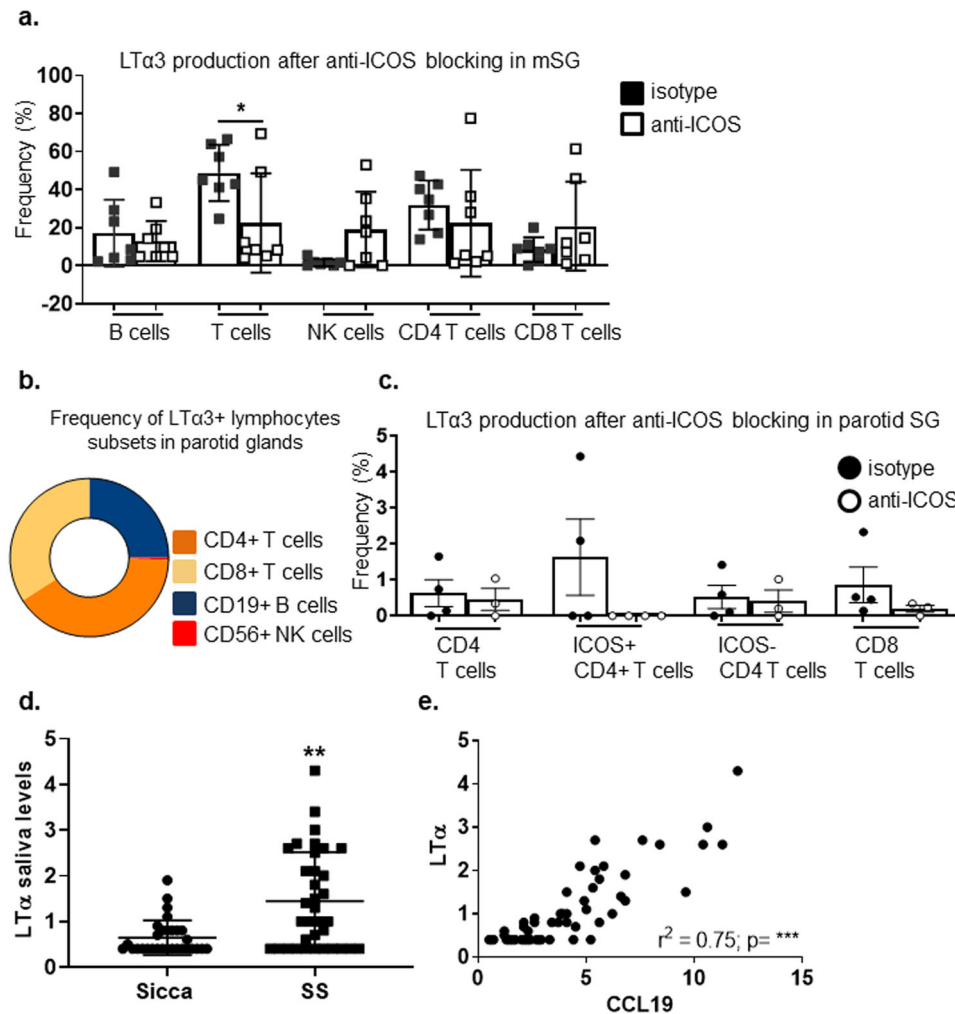 a.
LTα3 production after anti-ICOS blocking in mSG
Frequency (%)
100
80
60
40
20
0
-20
*
isotype
anti-ICOS
B cells
T cells
NK cells
CD4 T cells
CD8 T cells
b.
Frequency of LTα3+ lymphocytes
subsets in parotid glands
CD4+ T cells
CD8+ T cells
CD19+ B cells
CD56+ NK cells
c.
LTα3 production after anti-ICOS blocking in parotid SG
Frequency (%)
5
4
3
2
1
0
isotype
anti-ICOS
CD4
T cells
ICOS+
CD4+ T cells
ICOS-
CD4 T cells
CD8
T cells
d.
LTα saliva levels
5
4
3
2
1
0
**
Sicca
SS
e.
LTα
5
4
3
2
1
0
r² = 0.75; p= ***
0
5
10
15
CCL19